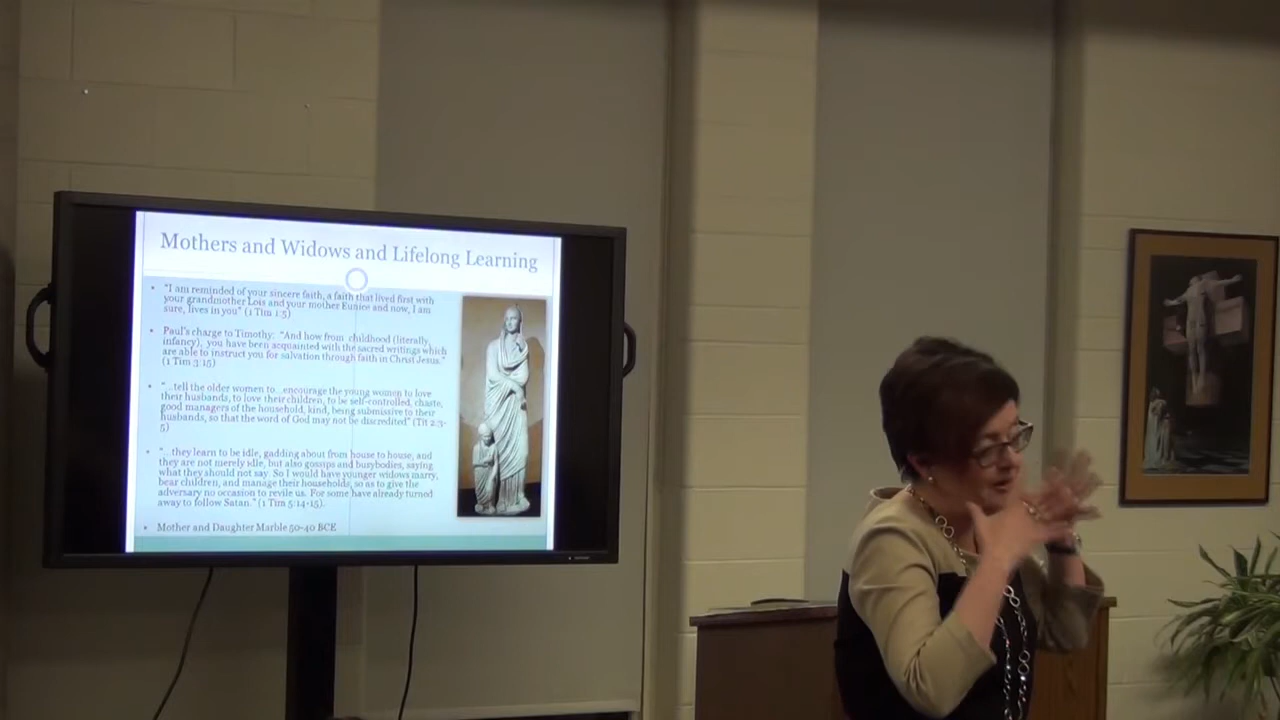 Mothers and Widows and Lifelong Learning
• "I am reminded of your sincere faith, a faith that lived first with
your grandmother Lois and your mother Eunice and now, I am
sure, lives in you" (1 Tim 1:5)
• Paul's charge to Timothy: "And how from childhood (literally,
infancy), you have been acquainted with the sacred writings which
are able to instruct you for salvation through faith in Christ Jesus."
(1 Tim 3:15)
• "...tell the older women to...encourage the young women to love
their husbands, to love their children, to be self-controlled, chaste,
good managers of the household, kind, being submissive to their
husbands, so that the word of God may not be discredited" (Tit 2:3-
5)
• "...they learn to be idle, gadding about from house to house, and
they are not merely idle, but also gossips and busybodies, saying
what they should not say. So I would have younger widows marry,
bear children, and manage their households, so as to give the
adversary no occasion to revile us. For some have already turned
away to follow Satan." (1 Tim 5:14-15).
• Mother and Daughter Marble 50-40 BCE